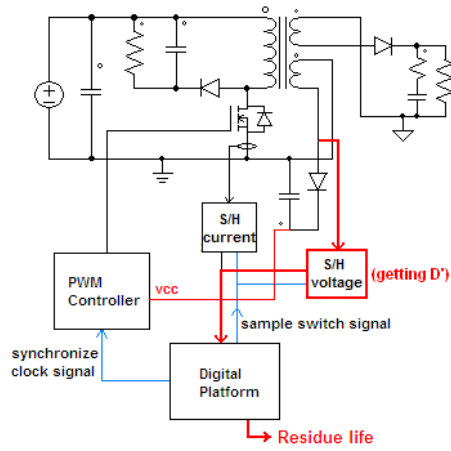 S/H
current
S/H
voltage
(getting D')
PWM
Controller
vcc
sample switch signal
synchronize
clock signal
Digital
Platform
Residue life